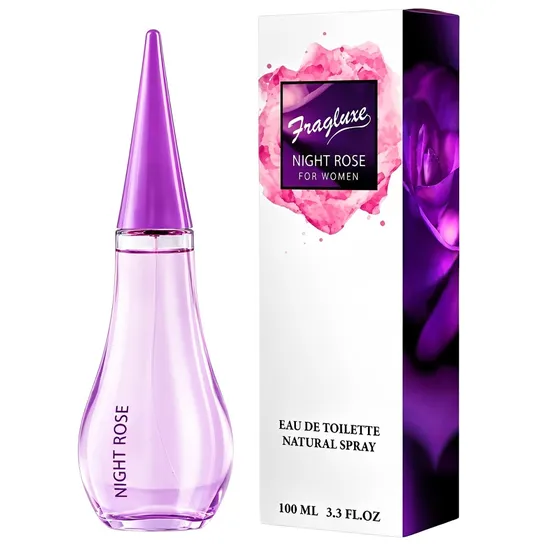 NIGHT ROSE
Fragluxe
NIGHT ROSE
FOR WOMEN
EAU DE TOILETTE
NATURAL SPRAY
100 ML 3.3 FL.OZ